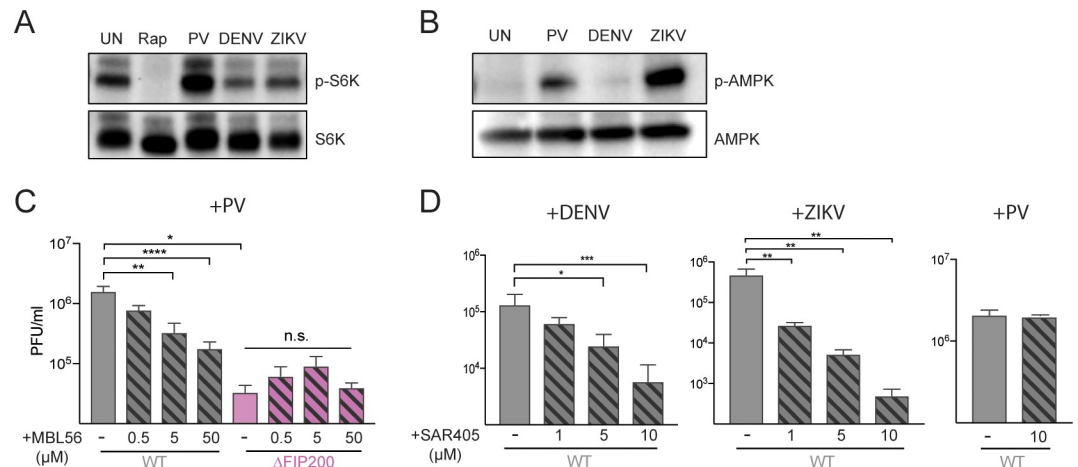 A
UN Rap PV DENV ZIKV
p-S6K
S6K
B
UN PV DENV ZIKV
p-AMPK
AMPK
C
+PV
PFU/ml
10⁷
10⁶
10⁵
*
****
**
n.s.
+MBL56 - 0.5 5 50 - 0.5 5 50
(µM)
WT ΔFIP200
D
+DENV
10⁶
10⁵
10⁴
***
*
+SAR405 - 1 5 10
(µM)
WT
+ZIKV
10⁶
10⁵
10⁴
10³
**
**
**
- 1 5 10
WT
+PV
10⁷
10⁶
- 10
WT